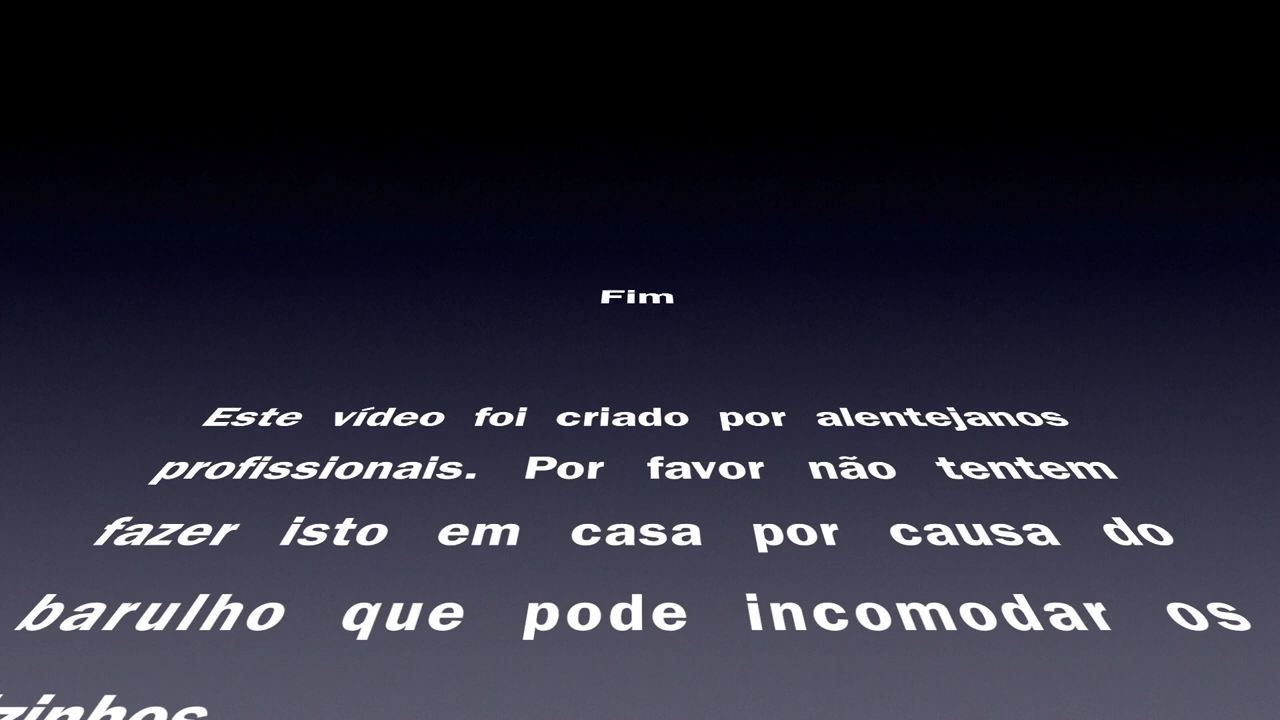 Fim
Este vídeo foi criado por alentejanos
profissionais. Por favor não tentem
fazer isto em casa por causa do
barulho que pode incomodar os